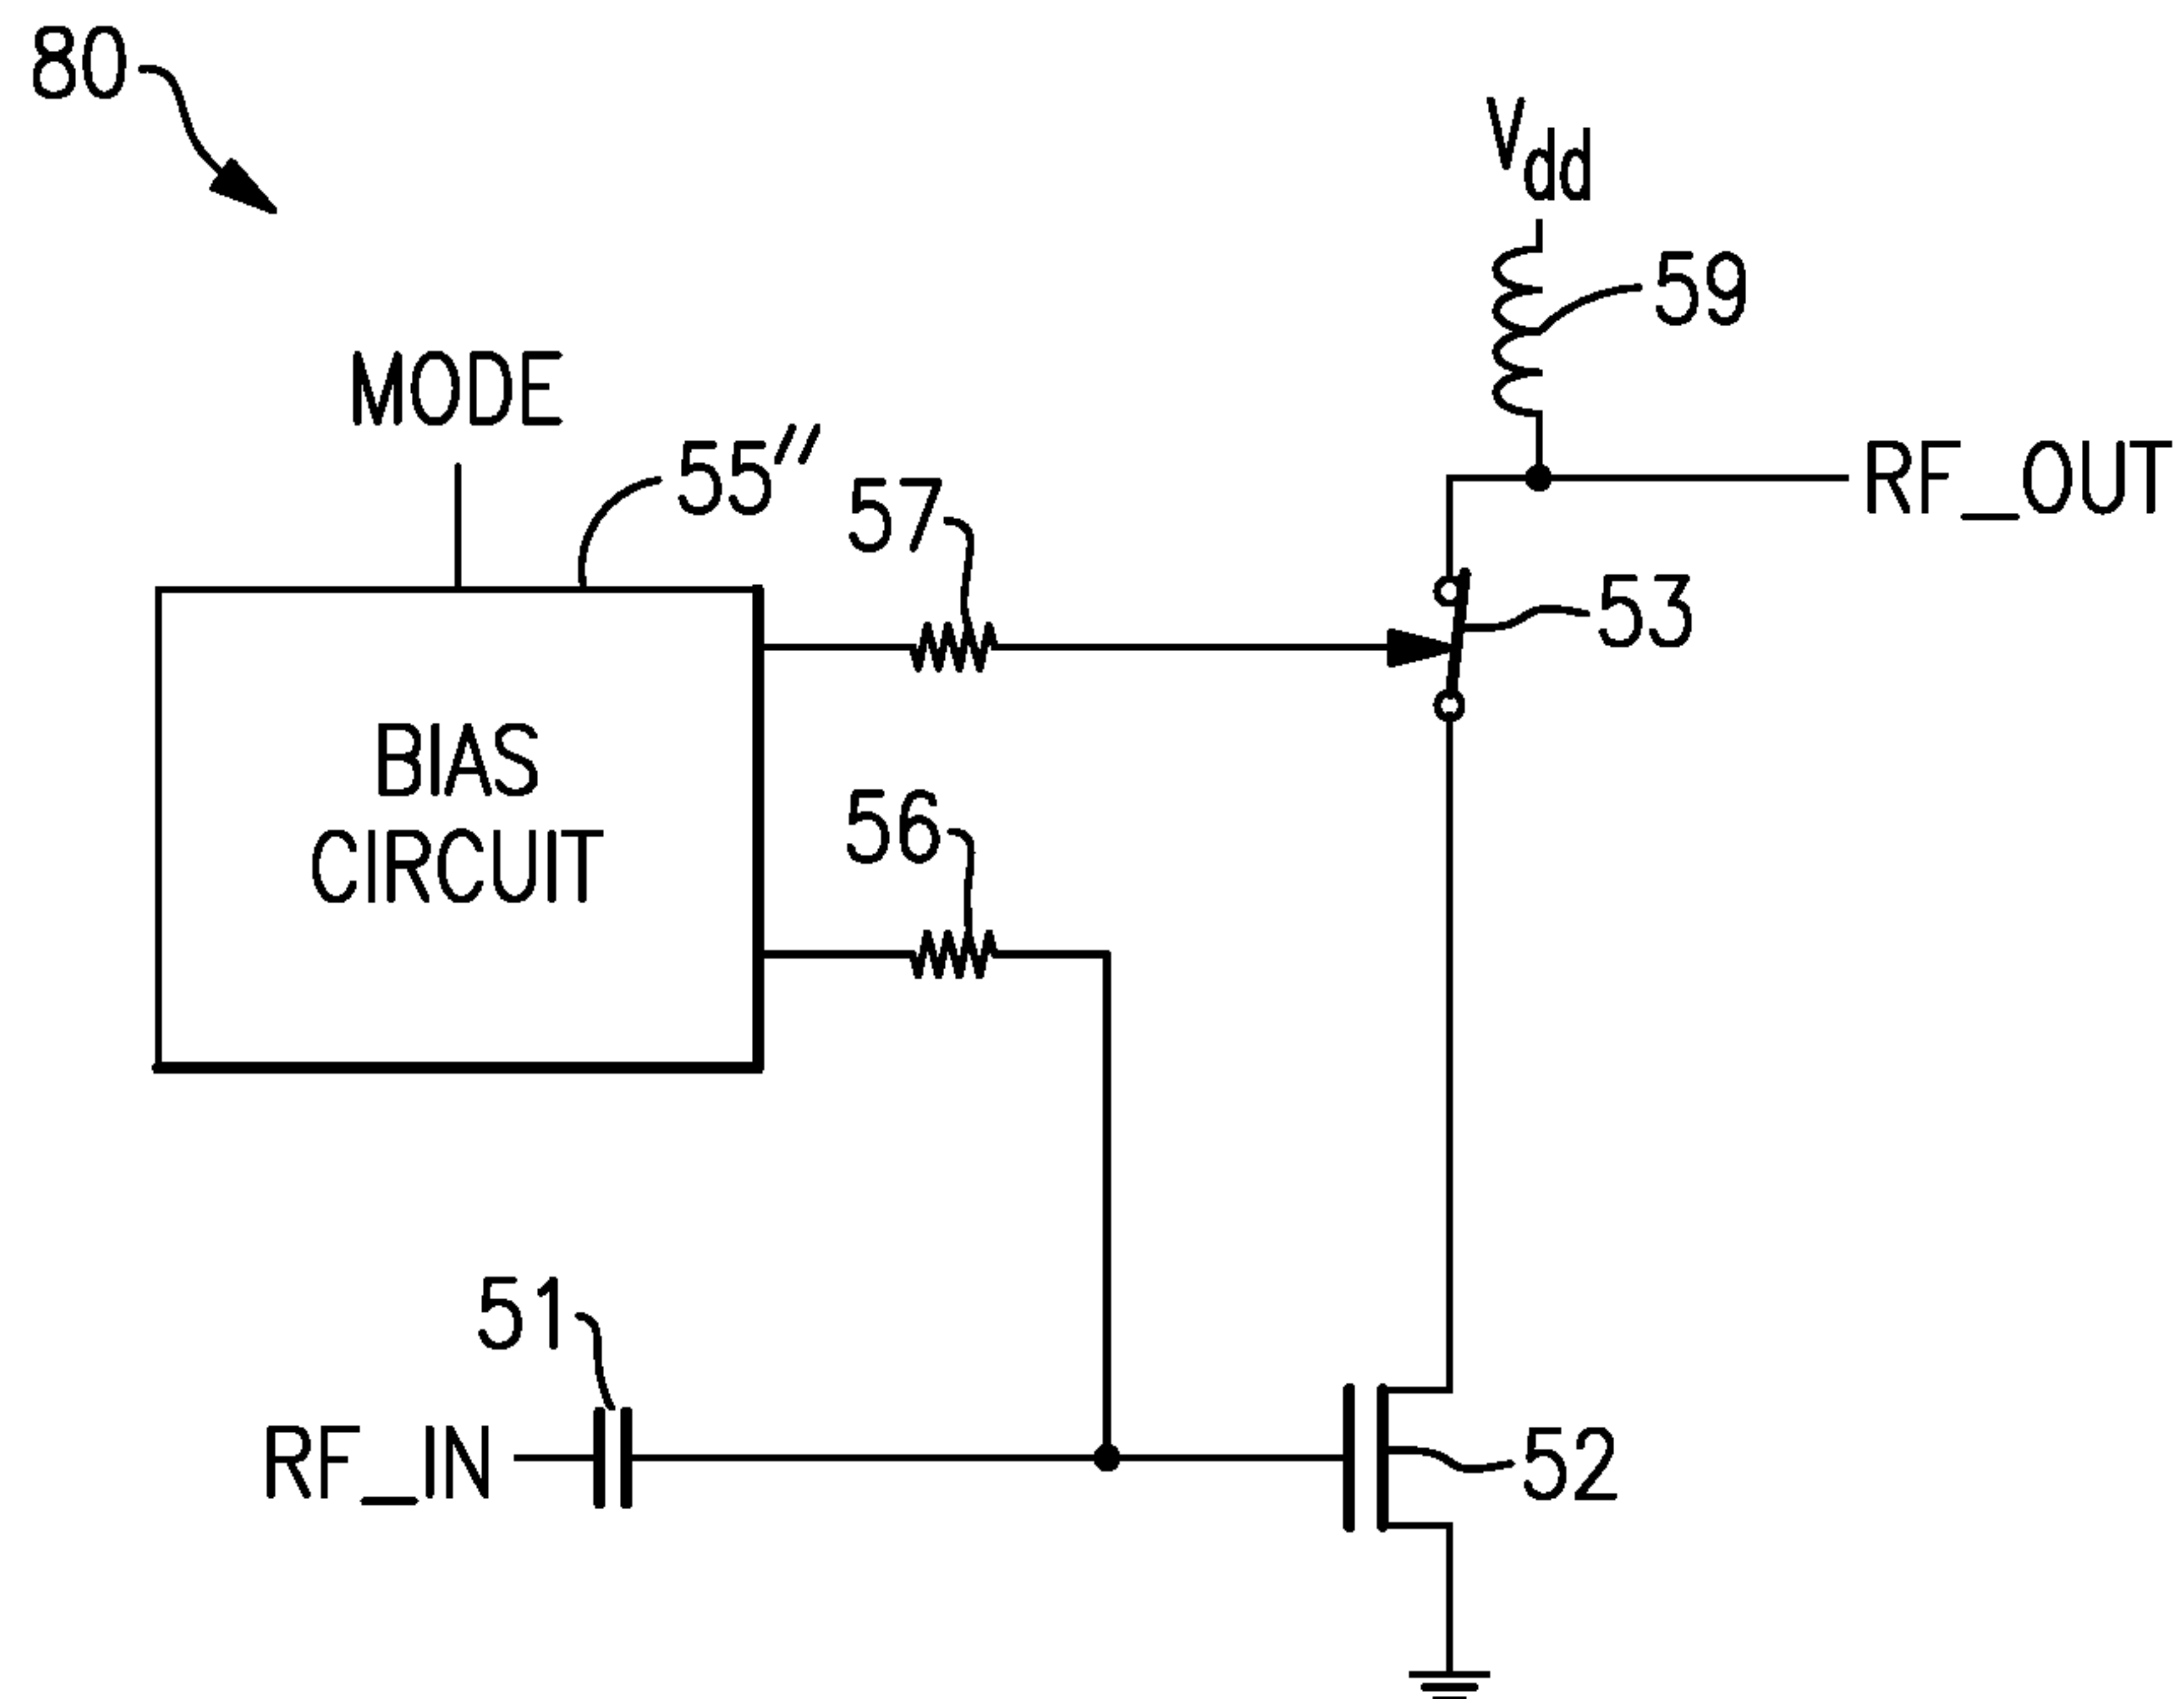 80
Vdd
59
MODE
55″
57
RF_OUT
53
BIAS
CIRCUIT
56
51
RF_IN
52